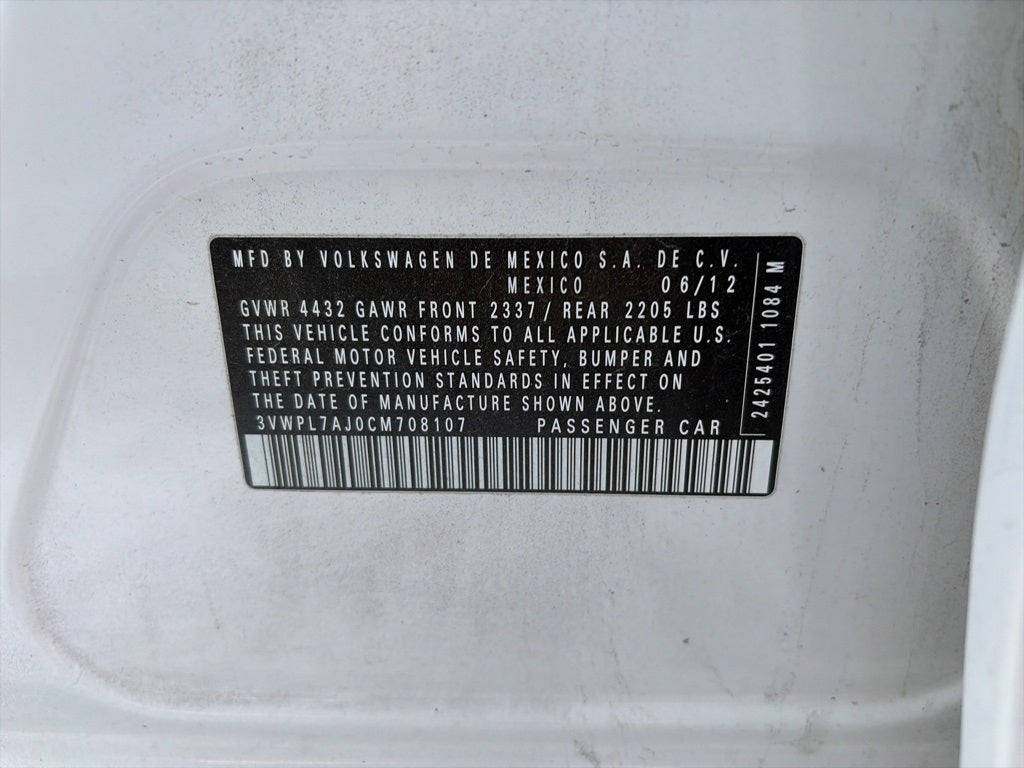 MFD BY VOLKSWAGEN DE MEXICO S.A. DE C.V.
MEXICO 06/12
GVWR 4432 GAWR FRONT 2337/ REAR 2205 LBS
THIS VEHICLE CONFORMS TO ALL APPLICABLE U.S.
FEDERAL MOTOR VEHICLE SAFETY, BUMPER AND
THEFT PREVENTION STANDARDS IN EFFECT ON
THE DATE OF MANUFACTURE SHOWN ABOVE.
3VWPL7AJ0CM708107 PASSENGER CAR
2425401 1084 M